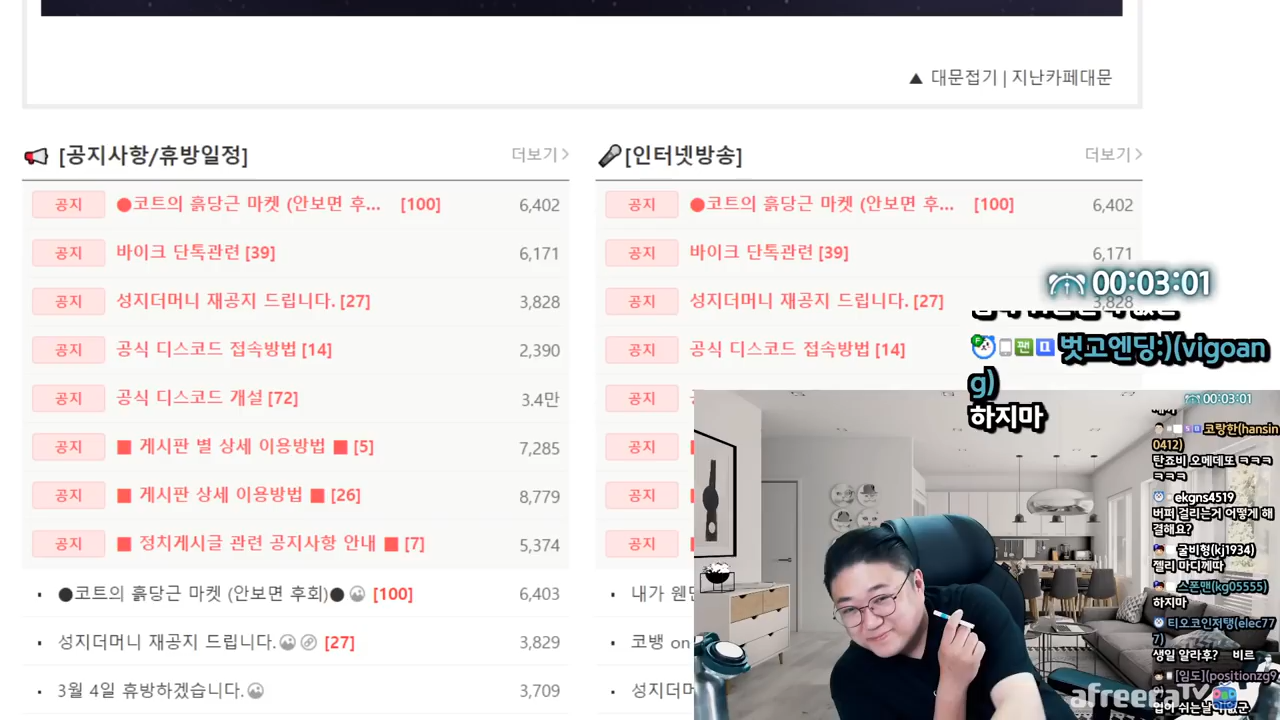 ▲ 대문접기 | 지난카페대문
[공지사항/휴방일정]
더보기 >
공지 ●코트의 흙당근 마켓 (안보면 후... [100] 6,402
공지 바이크 단톡관련 [39] 6,171
공지 성지더머니 재공지 드립니다. [27] 3,828
공지 공식 디스코드 접속방법 [14] 2,390
공지 공식 디스코드 개설 [72] 3.4만
공지 ■ 게시판 별 상세 이용방법 ■ [5] 7,285
공지 ■ 게시판 상세 이용방법 ■ [26] 8,779
공지 ■ 정치게시글 관련 공지사항 안내 ■ [7] 5,374
· ●코트의 흙당근 마켓 (안보면 후회)● [100] 6,403
· 성지더머니 재공지 드립니다. [27] 3,829
· 3월 4일 휴방하겠습니다. 3,709
[인터넷방송]
더보기 >
공지 ●코트의 흙당근 마켓 (안보면 후... [100] 6,402
공지 바이크 단톡관련 [39] 6,171
공지 성지더머니 재공지 드립니다. [27] 3,828
공지 공식 디스코드 접속방법 [14]
공지
공지
공지
공지
· 내가 웬
· 코뱅 on
· 성지더
00:03:01
팬 벗고엔딩:)(vigoan
g)
하지마
00:03:01
코랑한(hansin
0412)
탄죠비 오메데또 ㅋㅋㅋ
ㅋㅋㅋ
ekgns4519
버퍼 걸리는거 어떻게 해
결해요?
굴비형(kj1934)
젤리 마디께따
스폰맨(kg05555)
하지마
티오코인저탱(elec77
7)
생일 알라후? 비르
[임도](positionzg9
입이 쉬는날이없군
afreecaTV